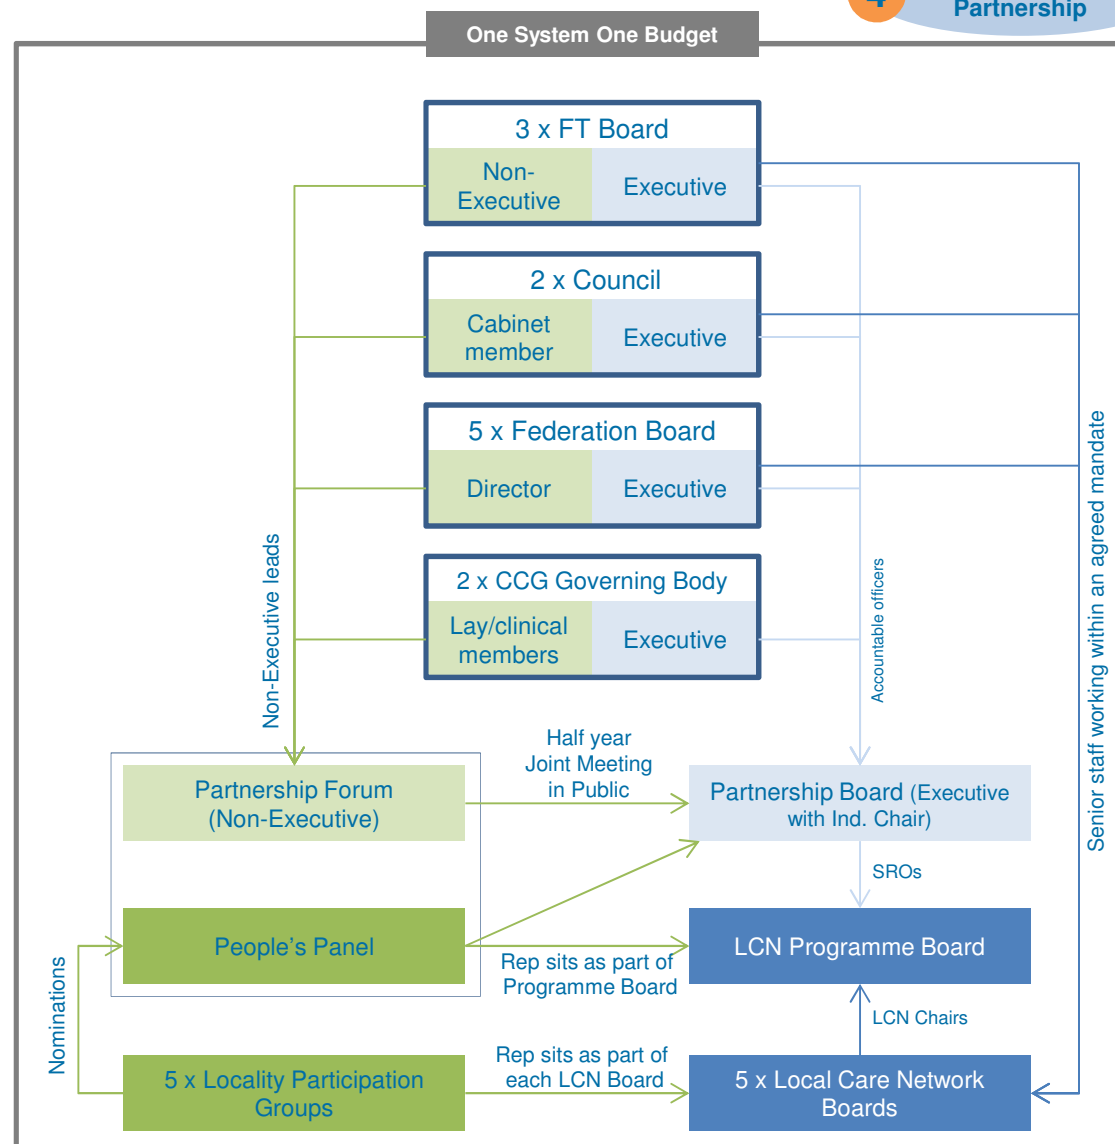 4
Partnership
One System One Budget
3 x FT Board
Non-
Executive
Executive
2 x Council
Cabinet
member
Executive
5 x Federation Board
Director
Executive
2 x CCG Governing Body
Lay/clinical
members
Executive
Non-Executive leads
Accountable officers
Senior staff working within an agreed mandate
Half year
Joint Meeting
in Public
Partnership Forum
(Non-Executive)
Partnership Board (Executive
with Ind. Chair)
SROs
People's Panel
LCN Programme Board
Rep sits as part of
Programme Board
Nominations
LCN Chairs
Rep sits as part of
each LCN Board
5 x Locality Participation
Groups
5 x Local Care Network
Boards